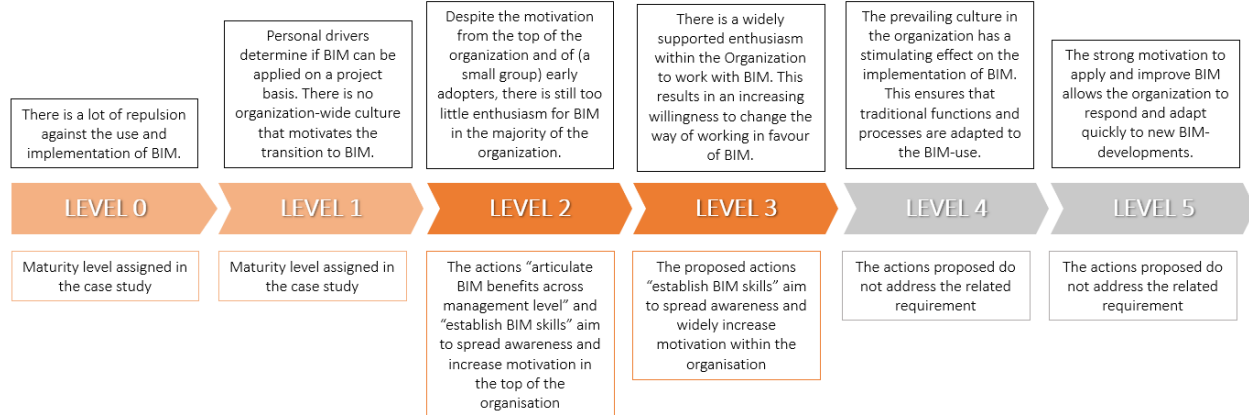 There is a lot of repulsion
against the use and
implementation of BIM.
Personal drivers
determine if BIM can be
applied on a project
basis. There is no
organization-wide culture
that motivates the
transition to BIM.
Despite the motivation
from the top of the
organization and of (a
small group) early
adopters, there is still too
little enthusiasm for BIM
in the majority of the
organization.
There is a widely
supported enthusiasm
within the Organization
to work with BIM. This
results in an increasing
willingness to change the
way of working in favour
of BIM.
The prevailing culture in
the organization has a
stimulating effect on the
implementation of BIM.
This ensures that
traditional functions and
processes are adapted to
the BIM-use.
The strong motivation to
apply and improve BIM
allows the organization to
respond and adapt
quickly to new BIM-
developments.
LEVEL 0
LEVEL 1
LEVEL 2
LEVEL 3
LEVEL 4
LEVEL 5
Maturity level assigned in
the case study
Maturity level assigned in
the case study
The actions “articulate
BIM benefits across
management level” and
“establish BIM skills” aim
to spread awareness and
increase motivation in
the top of the
organisation
The proposed actions
“establish BIM skills” aim
to spread awareness and
widely increase
motivation within the
organisation
The actions proposed do
not address the related
requirement
The actions proposed do
not address the related
requirement